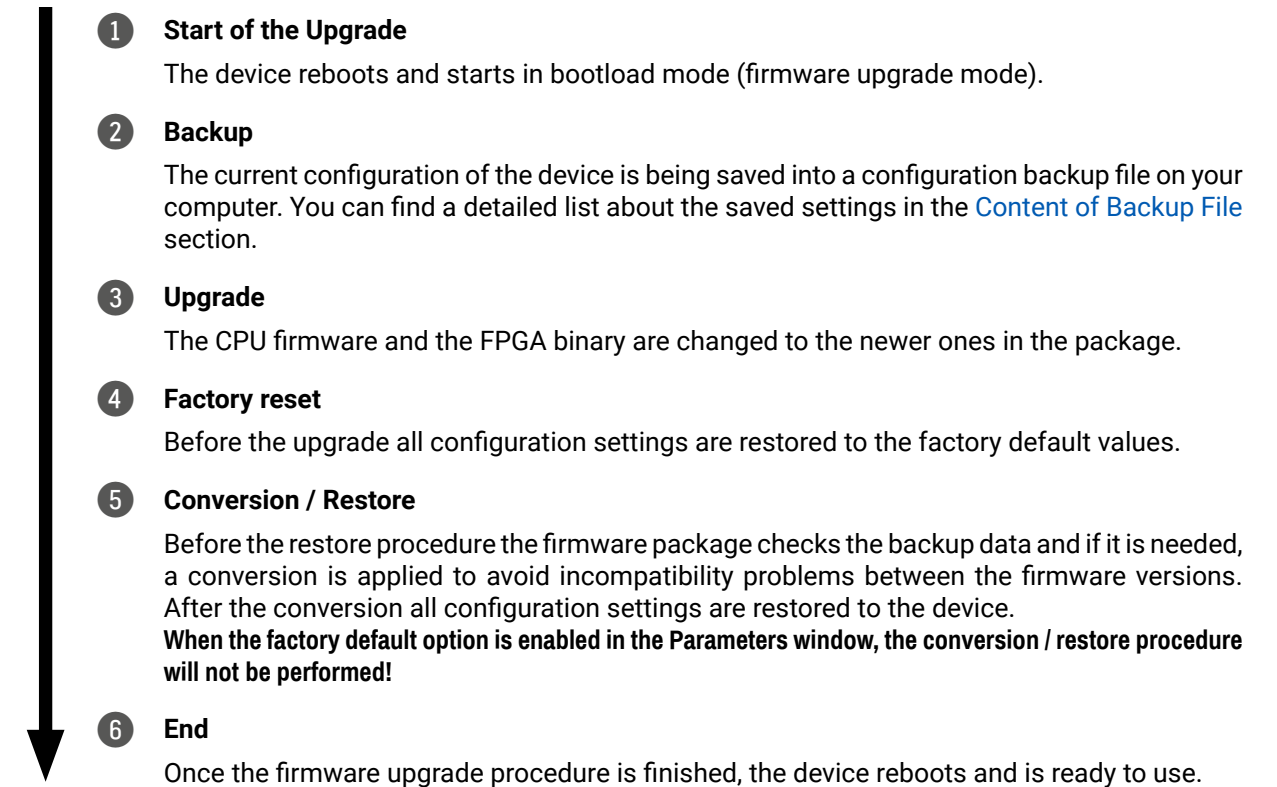 1 Start of the Upgrade
The device reboots and starts in bootload mode (firmware upgrade mode).
2 Backup
The current configuration of the device is being saved into a configuration backup file on your
computer. You can find a detailed list about the saved settings in the Content of Backup File
section.
3 Upgrade
The CPU firmware and the FPGA binary are changed to the newer ones in the package.
4 Factory reset
Before the upgrade all configuration settings are restored to the factory default values.
5 Conversion / Restore
Before the restore procedure the firmware package checks the backup data and if it is needed,
a conversion is applied to avoid incompatibility problems between the firmware versions.
After the conversion all configuration settings are restored to the device.
When the factory default option is enabled in the Parameters window, the conversion / restore procedure
will not be performed!
6 End
Once the firmware upgrade procedure is finished, the device reboots and is ready to use.